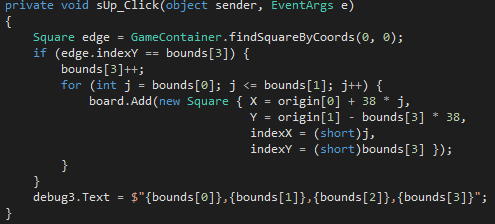 private void sUp_Click(object sender, EventArgs e)
{
    Square edge = GameContainer.findSquareByCoords(0, 0);
    if (edge.indexY == bounds[3]) {
        bounds[3]++;
        for (int j = bounds[0]; j <= bounds[1]; j++) {
            board.Add(new Square { X = origin[0] + 38 * j,
                                   Y = origin[1] - bounds[3] * 38,
                                   indexX = (short)j,
                                   indexY = (short)bounds[3] });
        }
    }
    debug3.Text = $"{bounds[0]},{bounds[1]},{bounds[2]},{bounds[3]}";
}